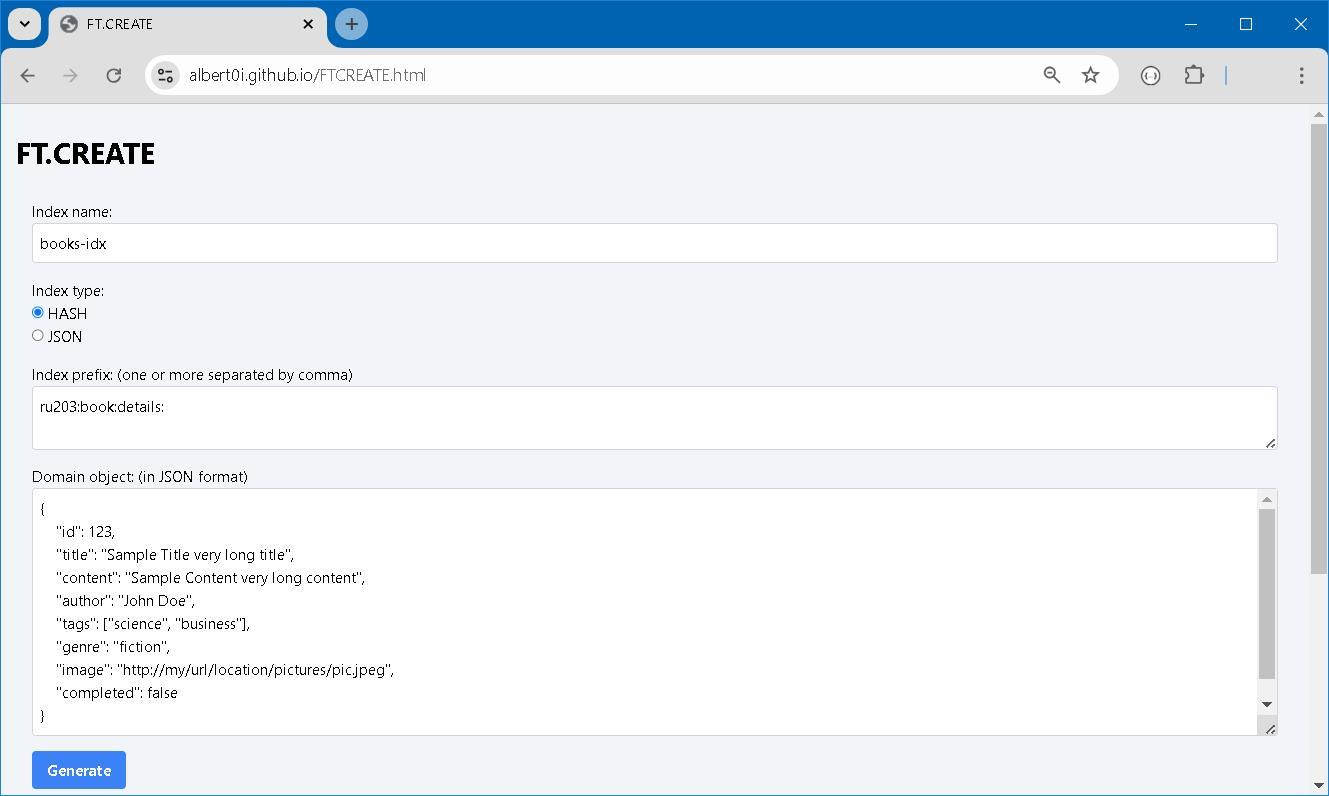 FT.CREATE
albert0i.github.io/FTCREATE.html
FT.CREATE
Index name:
books-idx
Index type:
HASH
JSON
Index prefix: (one or more separated by comma)
ru203:book:details:
Domain object: (in JSON format)
{
"id": 123,
"title": "Sample Title very long title",
"content": "Sample Content very long content",
"author": "John Doe",
"tags": ["science", "business"],
"genre": "fiction",
"image": "http://my/url/location/pictures/pic.jpeg",
"completed": false
}
Generate